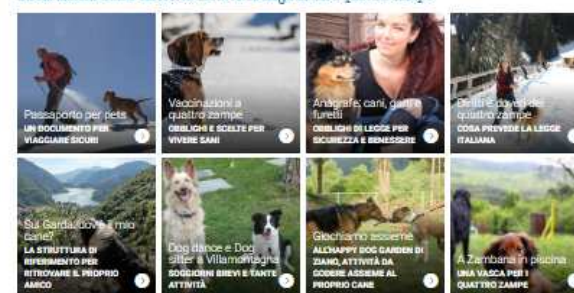 Passaporto per pets
UN DOCUMENTO PER
VIAGGIARE SICURI
Vaccinazioni a
quattro zampe
OBBLIGHI E SCELTE PER
VIVERE SANI
Anagrafe: cani, gatti e
furetti
OBBLIGHI DI LEGGE PER
SICUREZZA E BENESSERE
Diritti e doveri dei
quattro zampe
COSA PREVEDE LA LEGGE
ITALIANA
Sul Garda: dov'è il mio
cane?
LA STRUTTURA DI
RIFERIMENTO PER
RITROVARE IL PROPRIO
AMICO
Dog dance e Dog
sitter a Villamontagna
SOGGIORNI BREVI E TANTE
ATTIVITÀ
Giochiamo assieme
ALL'HAPPY DOG GARDEN DI
ZIANO, ATTIVITÀ DA
GODERE ASSIEME AL
PROPRIO CANE
A Zambana in piscina
UNA VASCA PER I
QUATTRO ZAMPE